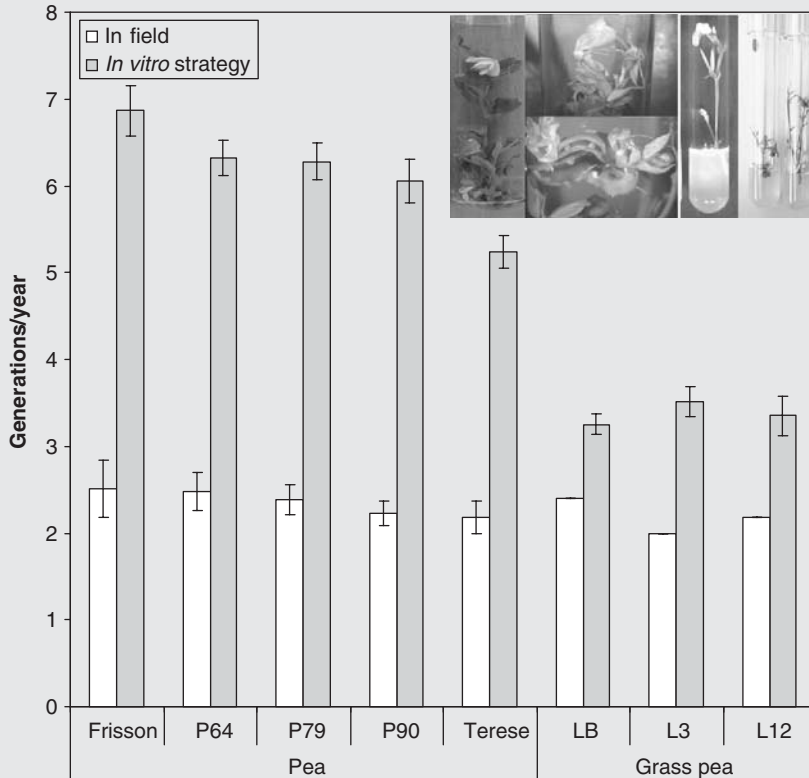 In field
In vitro strategy
Generations/year
8
7
6
5
4
3
2
1
0
Frisson P64 P79 P90 Terese LB L3 L12
Pea Grass pea